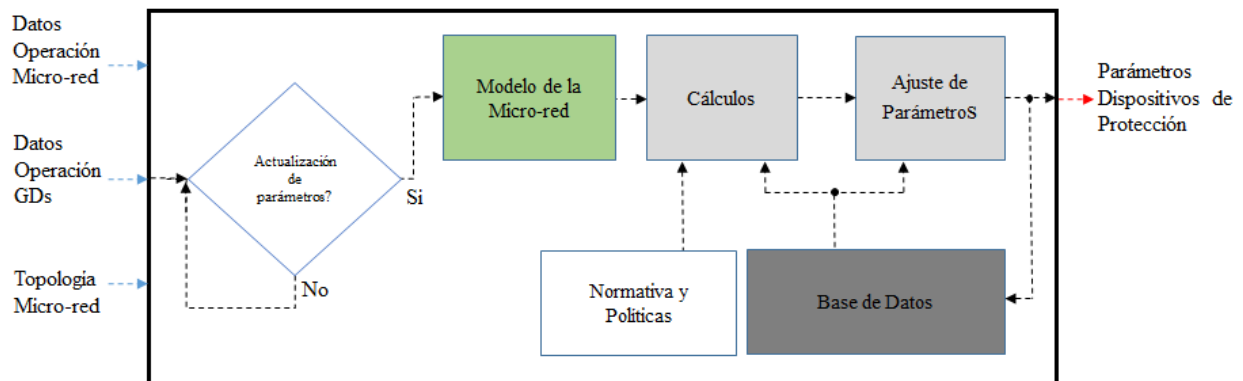 Datos
Operación
Micro-red
Datos
Operación
GDs
Topología
Micro-red
Actualización
de
parámetros?
Si
No
Modelo de la
Micro-red
Cálculos
Ajuste de
ParámetroS
Normativa y
Politicas
Base de Datos
Parámetros
Dispositivos de
Protección